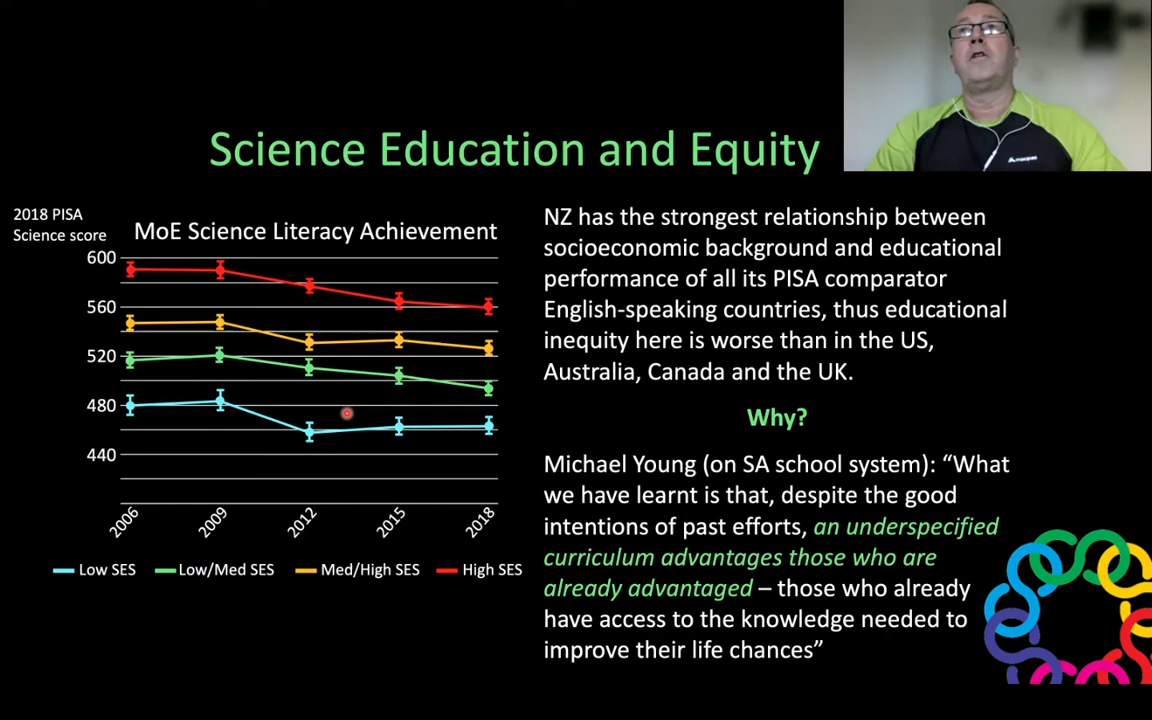 Science Education and Equity
2018 PISA
Science score
MoE Science Literacy Achievement
600
560
520
480
440
2006
2009
2012
2015
2018
Low SES
Low/Med SES
Med/High SES
High SES
NZ has the strongest relationship between
socioeconomic background and educational
performance of all its PISA comparator
English-speaking countries, thus educational
inequity here is worse than in the US,
Australia, Canada and the UK.
Why?
Michael Young (on SA school system): “What
we have learnt is that, despite the good
intentions of past efforts, an underspecified
curriculum advantages those who are
already advantaged – those who already
have access to the knowledge needed to
improve their life chances”
macpac